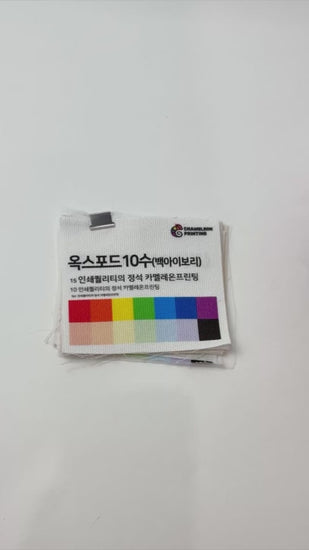 CHAMELEON
PRINTING
옥스포드10수(백아이보리)
15 인쇄퀄리티의 정석 카멜레온프린팅
10 인쇄퀄리티의 정석 카멜레온프린팅